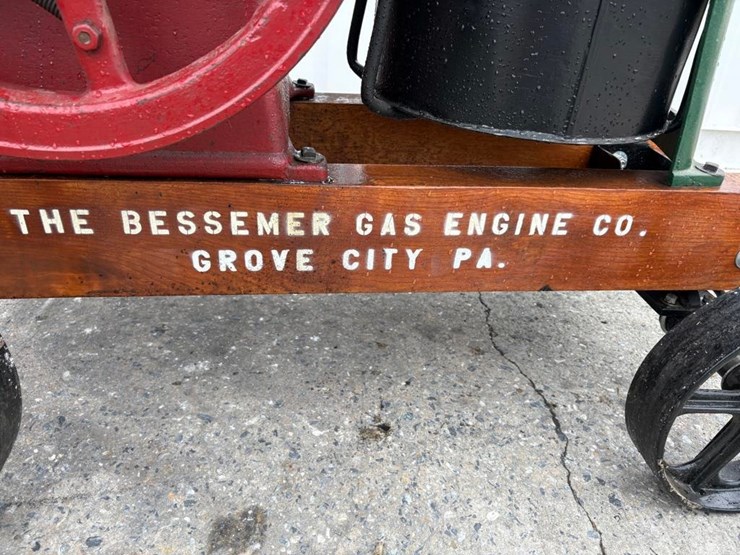 THE BESSEMER GAS ENGINE CO.
GROVE CITY PA.